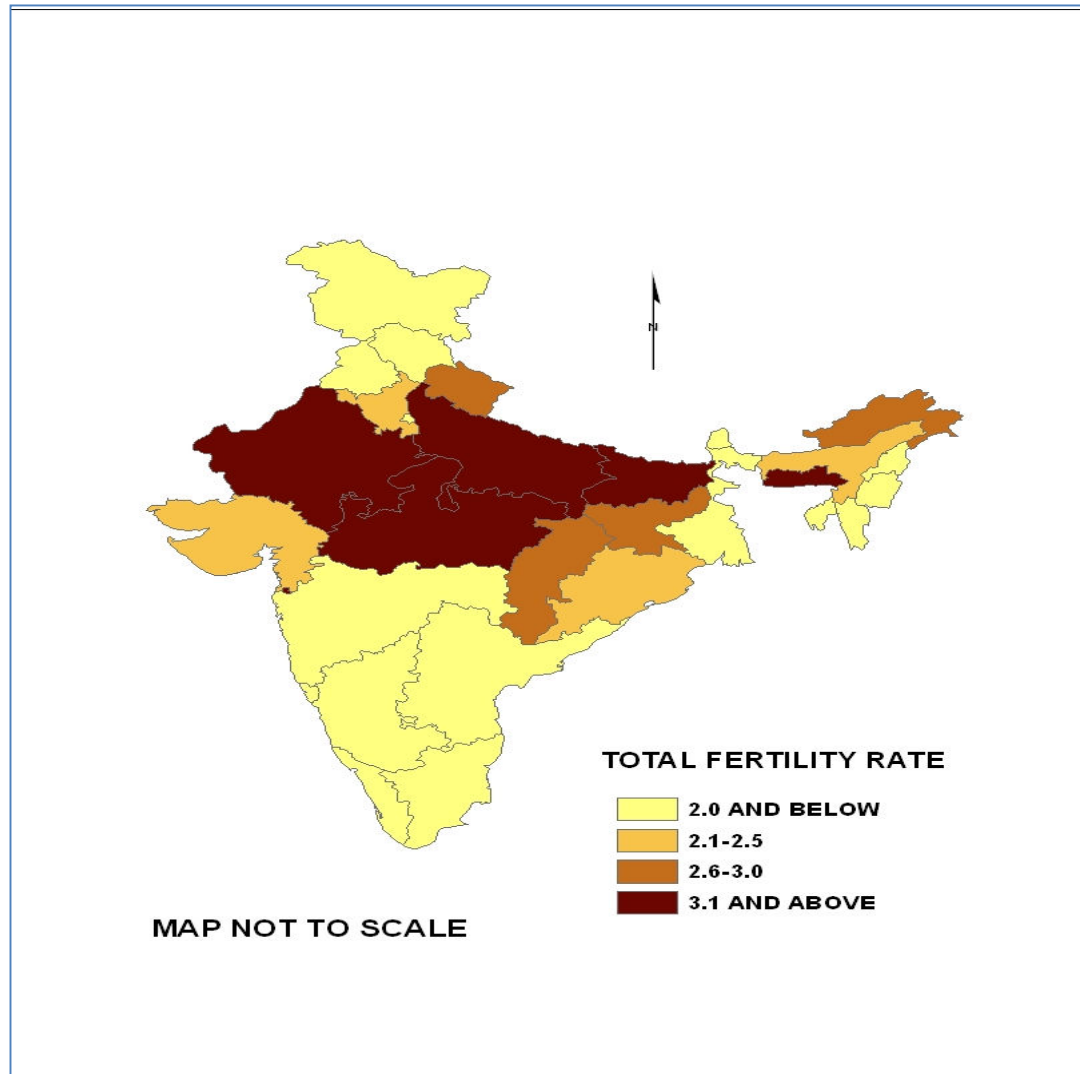 N
TOTAL FERTILITY RATE
2.0 AND BELOW
2.1-2.5
2.6-3.0
3.1 AND ABOVE
MAP NOT TO SCALE